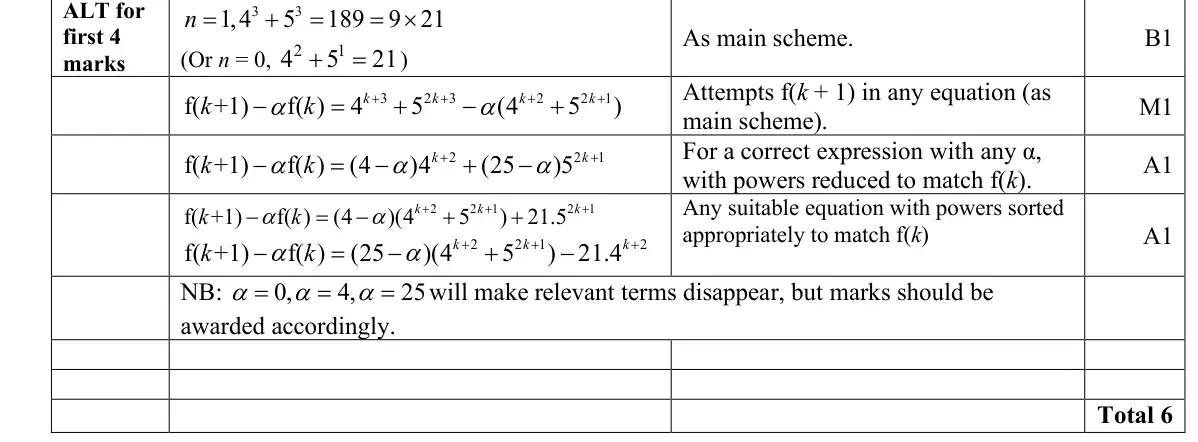 ALT for first 4 marks
n = 1, 4³ + 5³ = 189 = 9 × 21
(Or n = 0, 4² + 5¹ = 21)
As main scheme.
B1
f(k+1) − αf(k) = 4^{k+3} + 5^{2k+3} − α(4^{k+2} + 5^{2k+1})
Attempts f(k + 1) in any equation (as
main scheme).
M1
f(k+1) − αf(k) = (4 − α)4^{k+2} + (25 − α)5^{2k+1}
For a correct expression with any α,
with powers reduced to match f(k).
A1
f(k+1) − αf(k) = (4 − α)(4^{k+2} + 5^{2k+1}) + 21.5^{2k+1}
f(k+1) − αf(k) = (25 − α)(4^{k+2} + 5^{2k+1}) − 21.4^{k+2}
Any suitable equation with powers sorted
appropriately to match f(k)
A1
NB: α = 0, α = 4, α = 25 will make relevant terms disappear, but marks should be
awarded accordingly.
Total 6